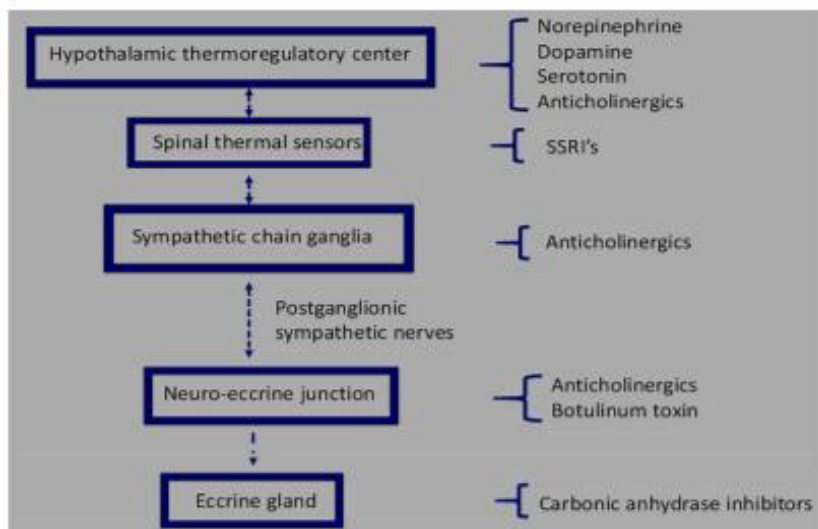 Hypothalamic thermoregulatory center
Norepinephrine
Dopamine
Serotonin
Anticholinergics
Spinal thermal sensors
SSRI's
Sympathetic chain ganglia
Anticholinergics
Postganglionic
sympathetic nerves
Neuro-eccrine junction
Anticholinergics
Botulinum toxin
Eccrine gland
Carbonic anhydrase inhibitors